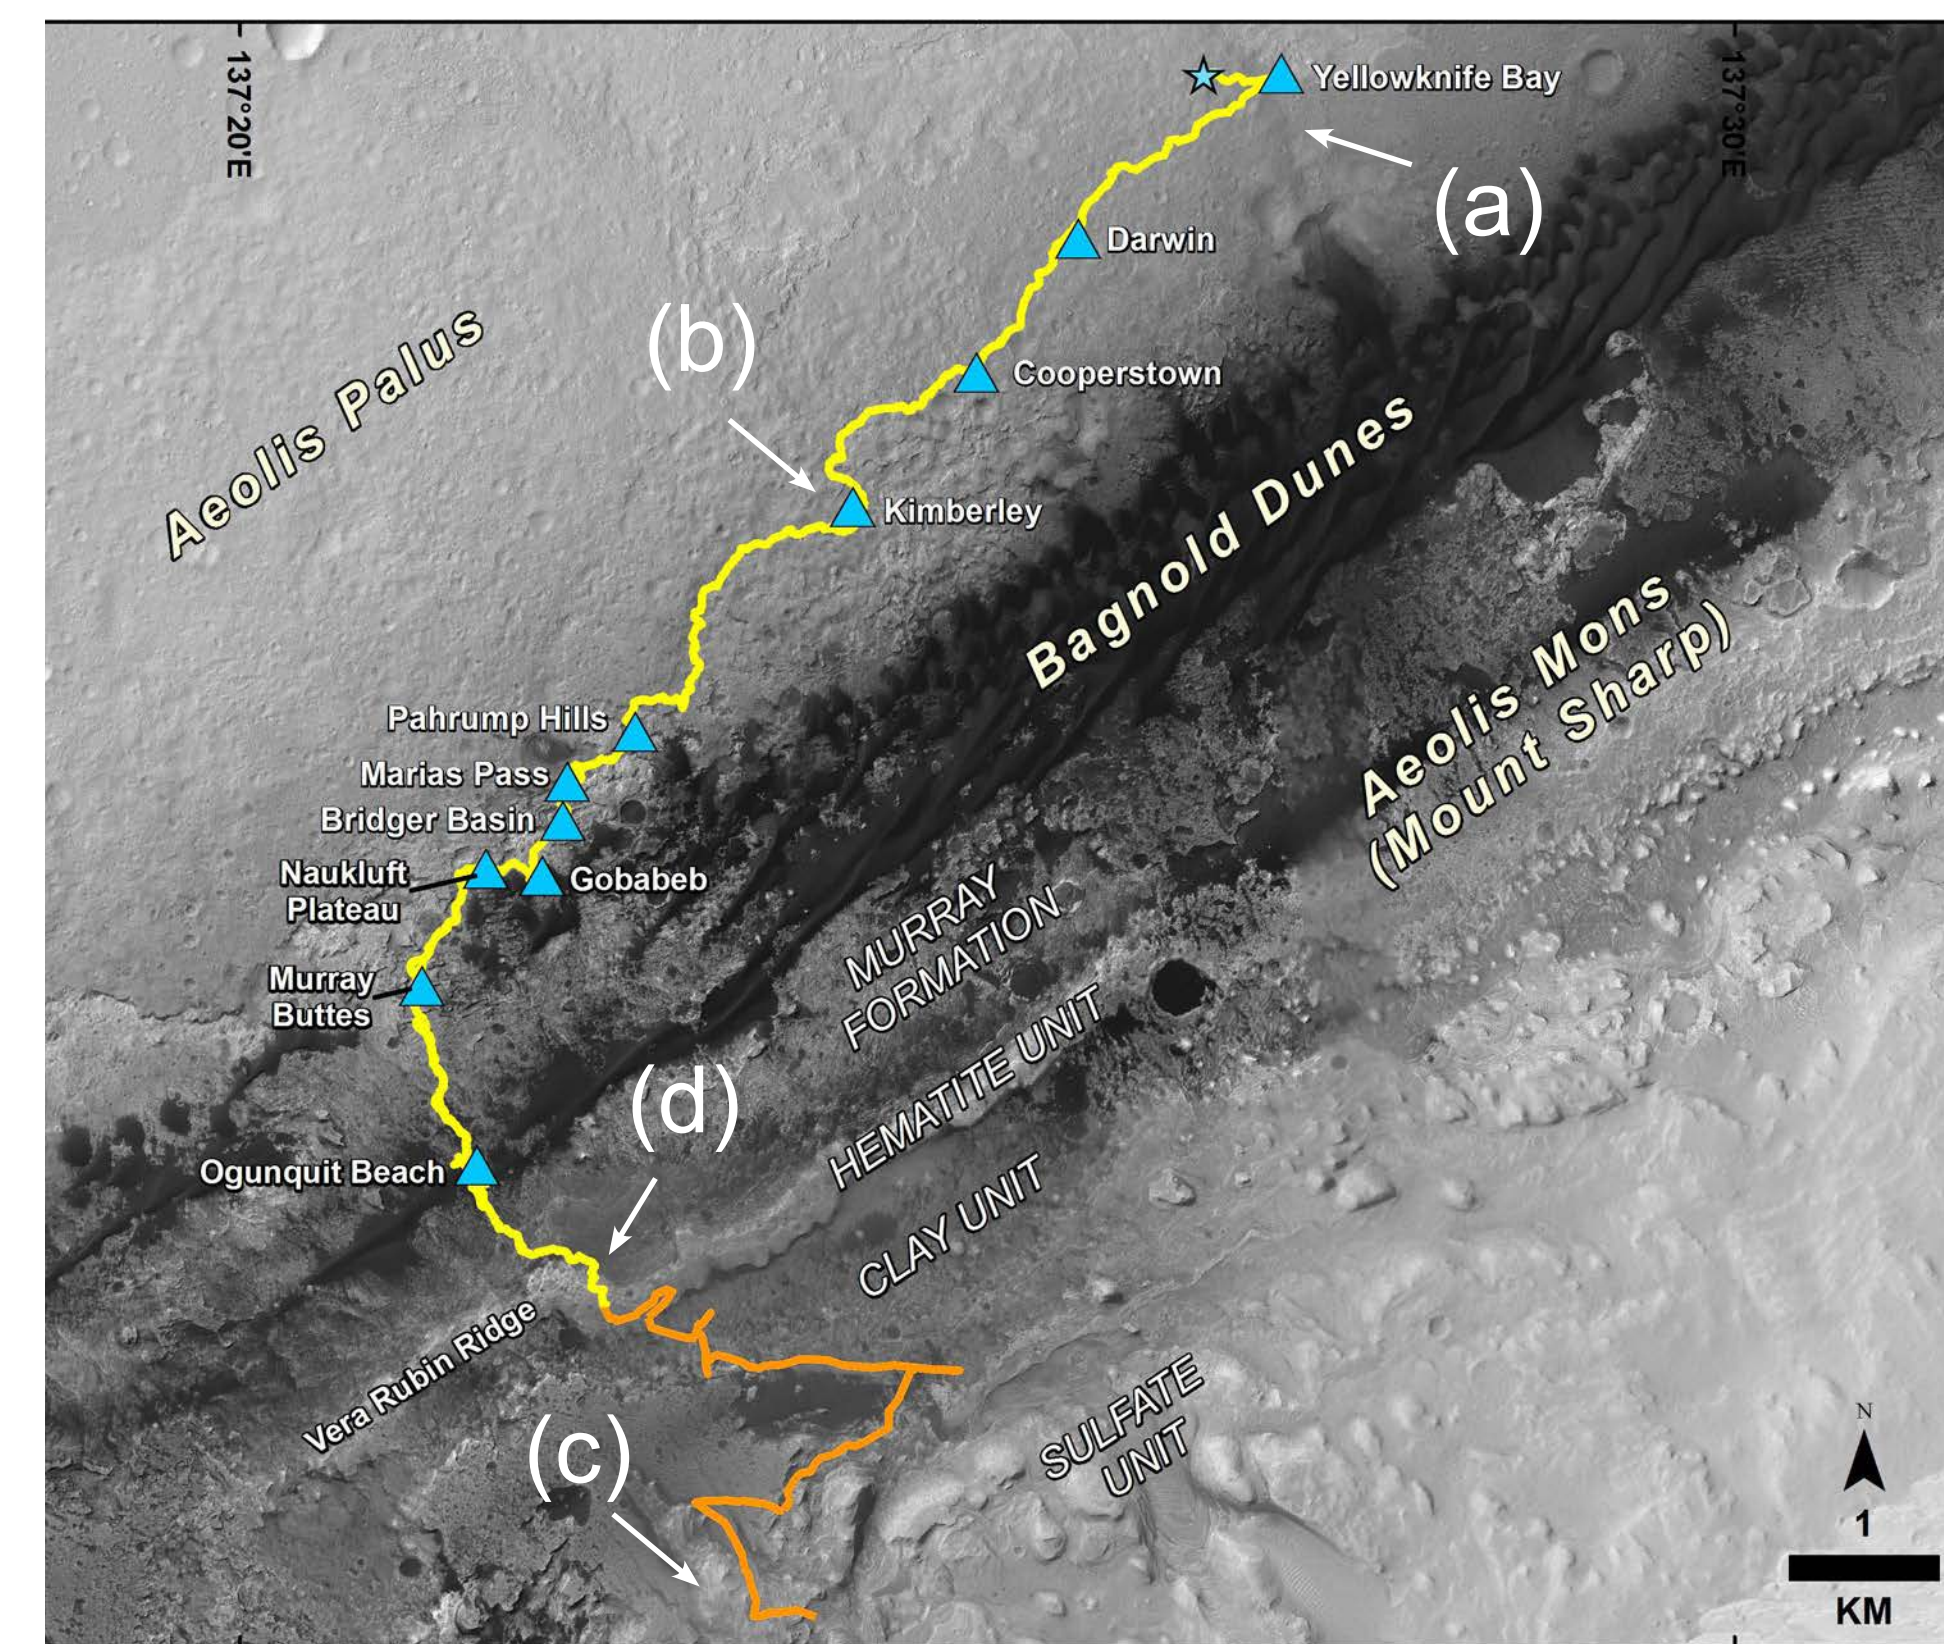 137°20'E
137°30'E
Yellowknife Bay
(a)
Darwin
(b)
Aeolis Palus
Cooperstown
Kimberley
Bagnold Dunes
Aeolis Mons
(Mount Sharp)
Pahrump Hills
Marias Pass
Bridger Basin
Naukluft
Plateau
Gobabeb
MURRAY
FORMATION
Murray
Buttes
HEMATITE UNIT
(d)
Ogunquit Beach
CLAY UNIT
Vera Rubin Ridge
(c)
SULFATE
UNIT
N
1
KM